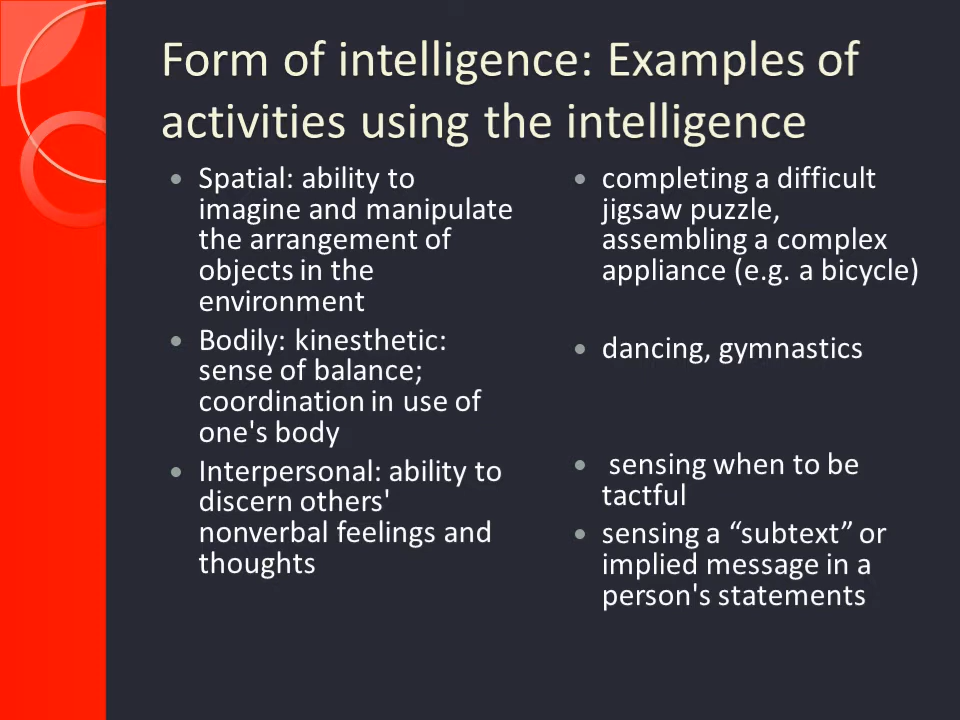 Form of intelligence: Examples of
activities using the intelligence
Spatial: ability to
imagine and manipulate
the arrangement of
objects in the
environment
Bodily: kinesthetic:
sense of balance;
coordination in use of
one's body
Interpersonal: ability to
discern others'
nonverbal feelings and
thoughts
completing a difficult
jigsaw puzzle,
assembling a complex
appliance (e.g. a bicycle)
dancing, gymnastics
sensing when to be
tactful
sensing a “subtext” or
implied message in a
person's statements